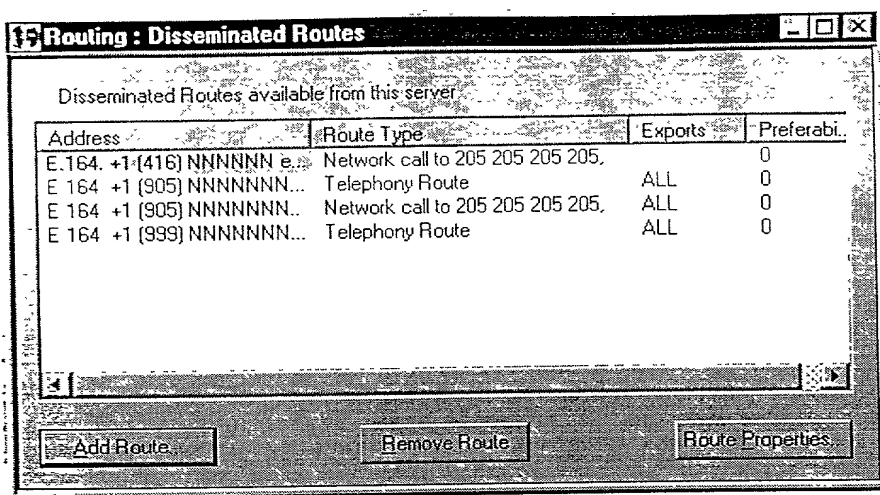 Routing : Disseminated Routes
Disseminated Routes available from this server
Address Route Type Exports Preferabi..
E.164. +1 (416) NNNNNN e... Network call to 205 205 205 205, 0
E 164 +1 (905) NNNNNNN... Telephony Route ALL 0
E 164 +1 (905) NNNNNNN.. Network call to 205 205 205 205, ALL 0
E 164 +1 (999) NNNNNNN... Telephony Route ALL 0
Add Route... Remove Route Route Properties...